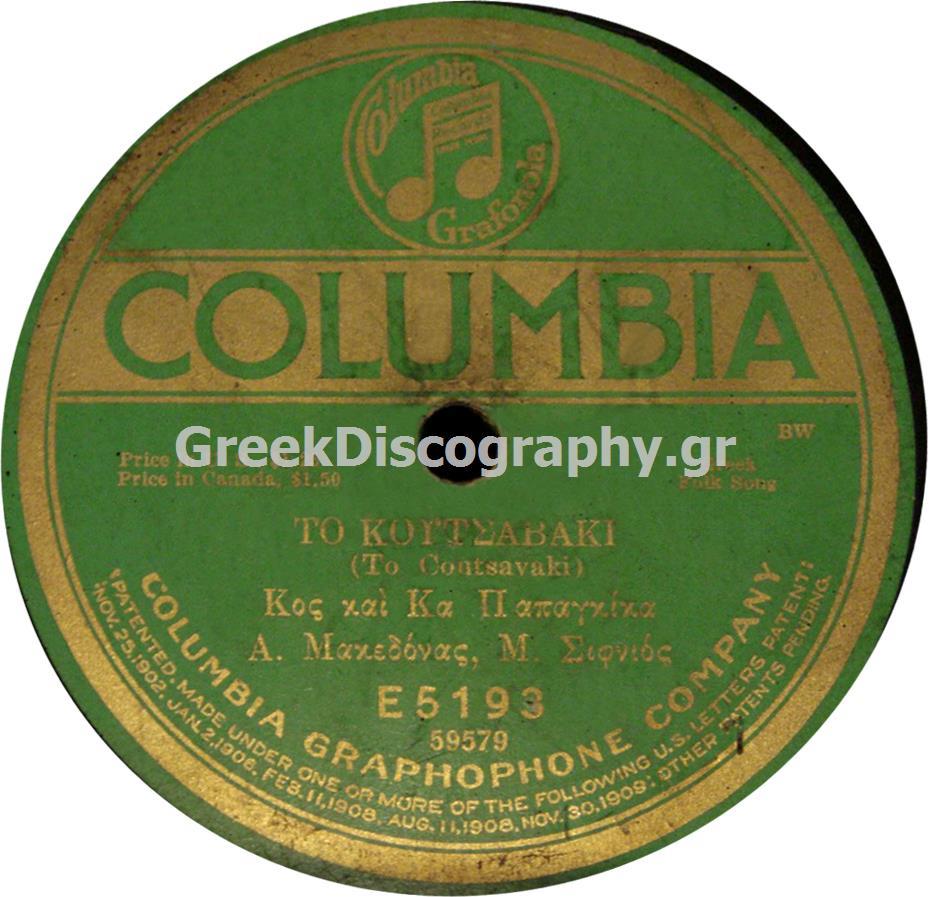 Columbia
Grafonola
COLUMBIA
GreekDiscography.gr
BW
Price
Price in Canada, $1.50
Greek
Folk Song
ΤΟ ΚΟΥΤΣΑΒΑΚΙ
(To Coutsavaki)
Κος καὶ Κα Παπαγκίκα
Α. Μακεδόνας, Μ. Σιφνιός
E5193
59579
COLUMBIA GRAPHOPHONE COMPANY
PATENTED. MADE UNDER ONE OR MORE OF THE FOLLOWING U.S. LETTERS PATENT:
NOV. 25, 1902. JAN. 2, 1906. FEB. 11, 1908. AUG. 11, 1908. NOV. 30, 1909: OTHER PATENTS PENDING.